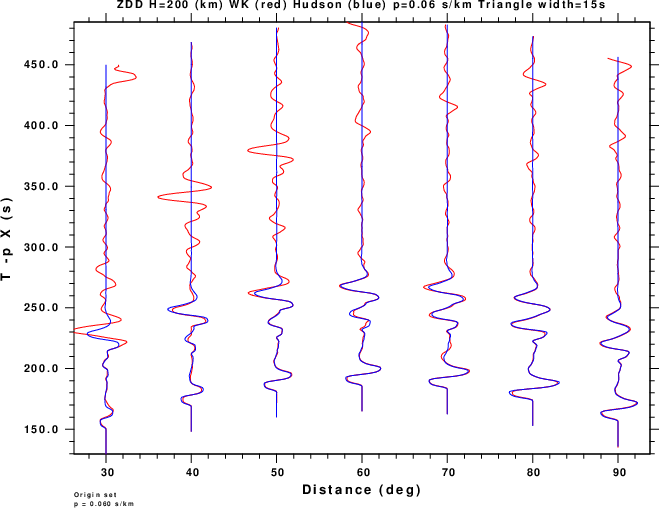 ZDD H=200 (km) WK (red) Hudson (blue) p=0.06 s/km Triangle width=15s
450.0
400.0
350.0
300.0
250.0
200.0
150.0
T -p X (s)
30 40 50 60 70 80 90
Distance (deg)
Origin set
p = 0.060 s/km